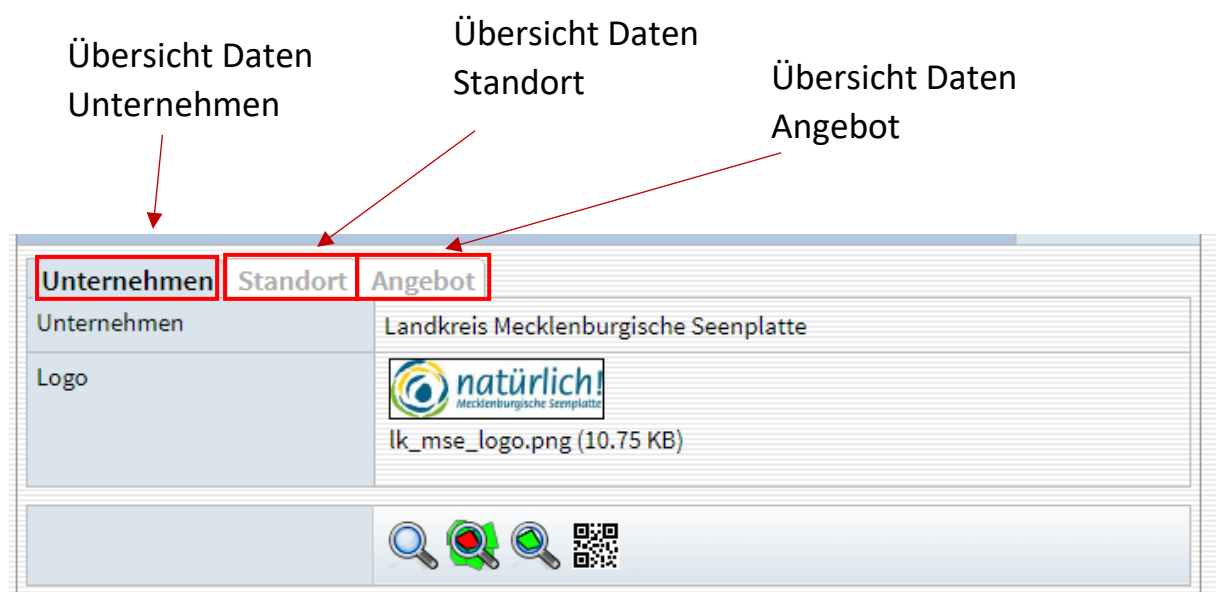 Übersicht Daten
Unternehmen
Übersicht Daten
Standort
Übersicht Daten
Angebot
Unternehmen
Standort
Angebot
Unternehmen
Landkreis Mecklenburgische Seenplatte
Logo
natürlich!
Mecklenburgische Seenplatte
lk_mse_logo.png (10.75 KB)